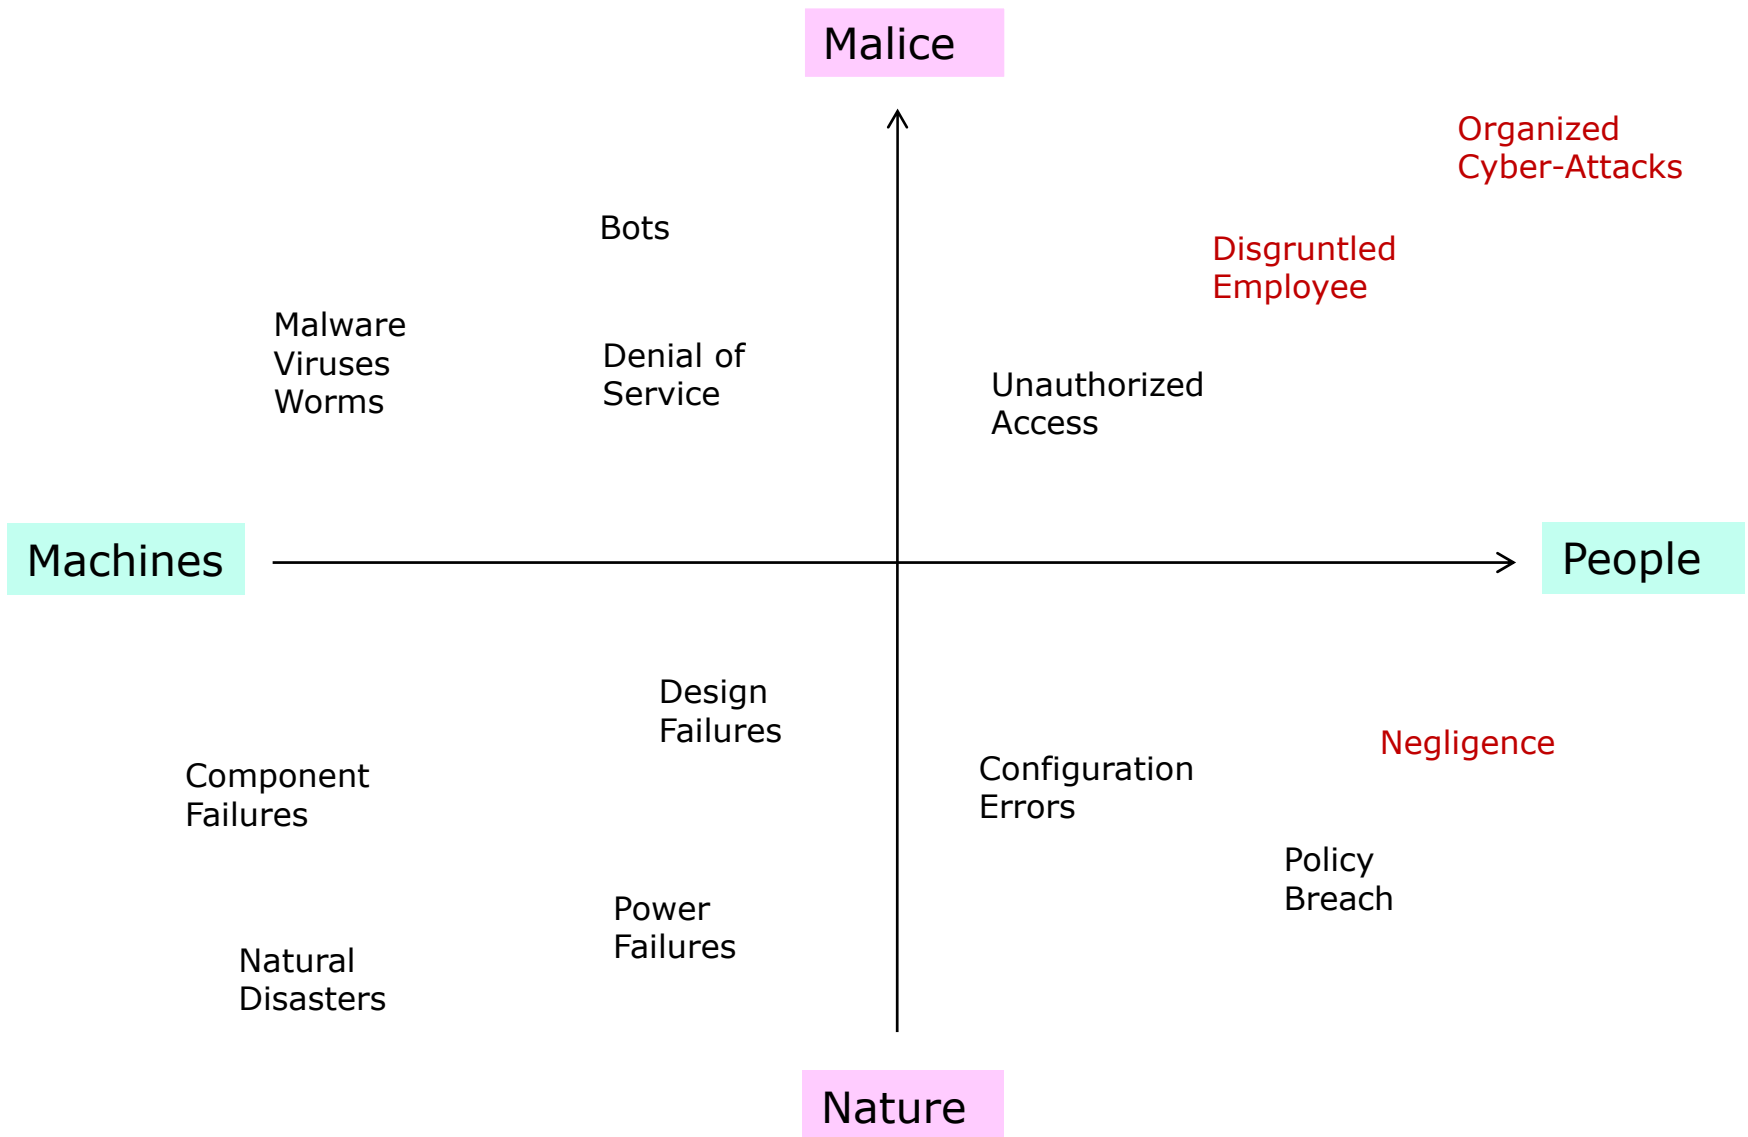 Malice
Organized
Cyber-Attacks
Bots
Disgruntled
Employee
Malware
Viruses
Worms
Denial of
Service
Unauthorized
Access
Machines
People
Design
Failures
Negligence
Component
Failures
Configuration
Errors
Policy
Breach
Power
Failures
Natural
Disasters
Nature